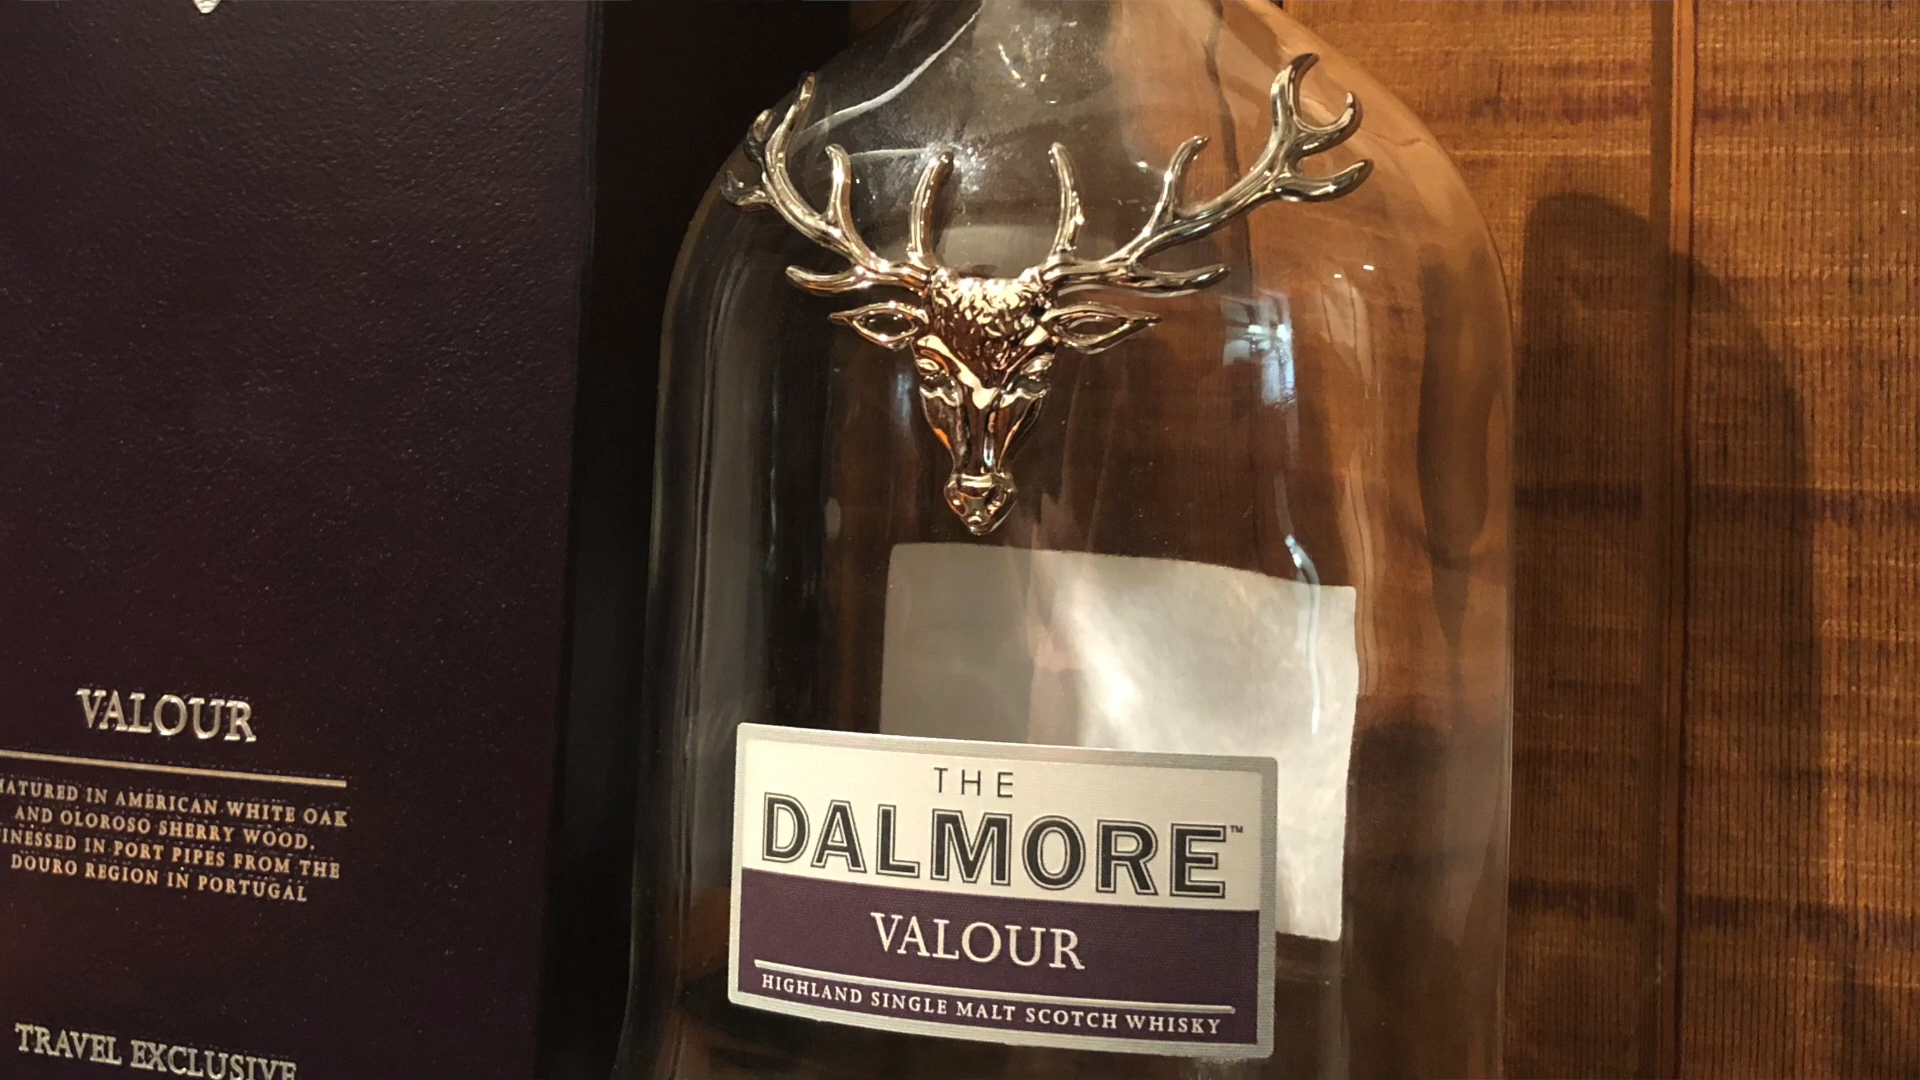 VALOUR
MATURED IN AMERICAN WHITE OAK
AND OLOROSO SHERRY WOOD,
FINESSED IN PORT PIPES FROM THE
DOURO REGION IN PORTUGAL
TRAVEL EXCLUSIVE
THE
DALMORE™
VALOUR
HIGHLAND SINGLE MALT SCOTCH WHISKY